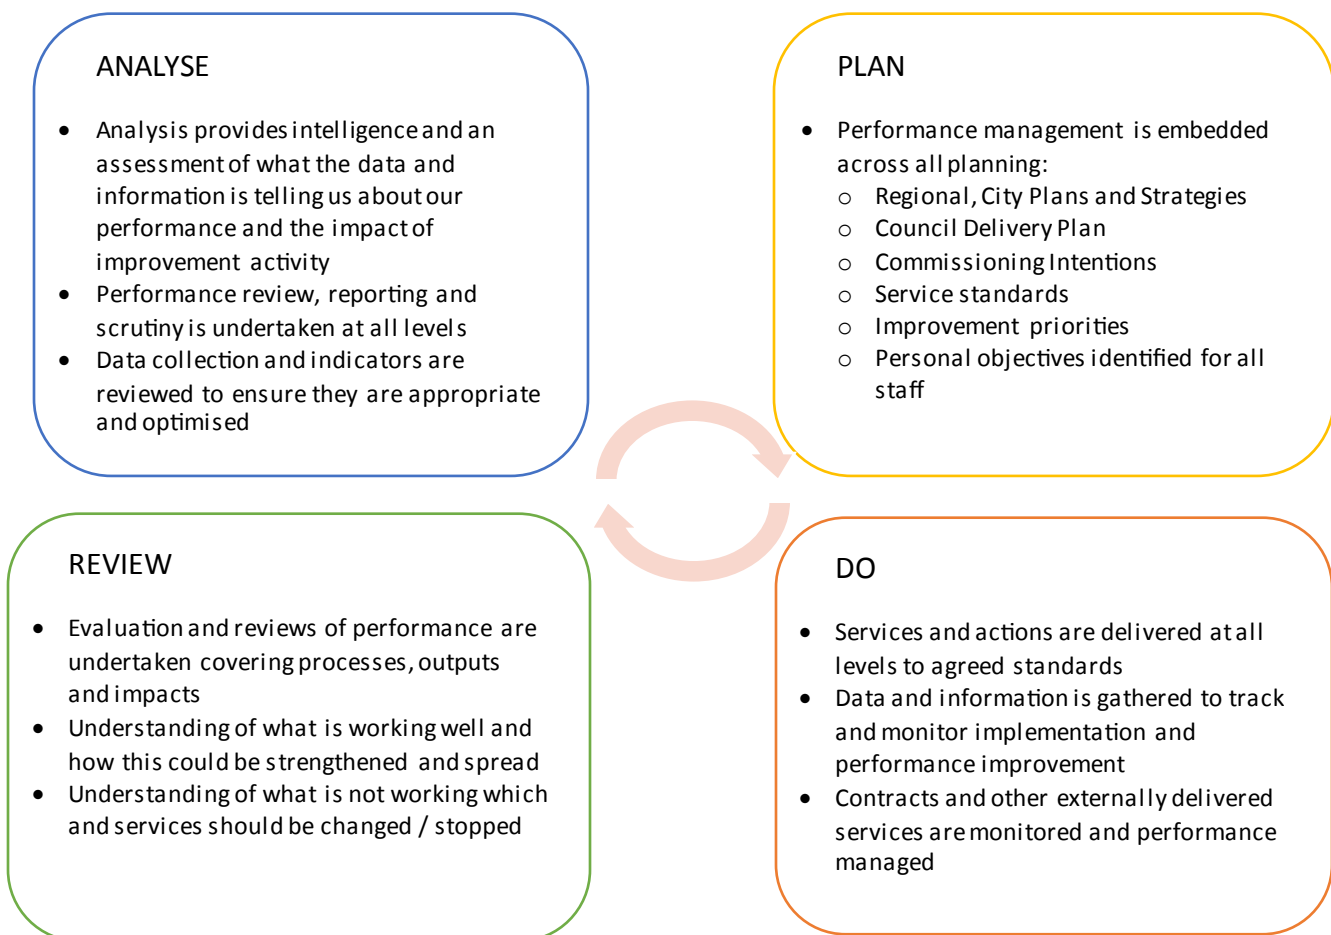 ANALYSE
• Analysis provides intelligence and an
assessment of what the data and
information is telling us about our
performance and the impact of
improvement activity
• Performance review, reporting and
scrutiny is undertaken at all levels
• Data collection and indicators are
reviewed to ensure they are appropriate
and optimised
PLAN
• Performance management is embedded
across all planning:
o Regional, City Plans and Strategies
o Council Delivery Plan
o Commissioning Intentions
o Service standards
o Improvement priorities
o Personal objectives identified for all
staff
REVIEW
• Evaluation and reviews of performance are
undertaken covering processes, outputs
and impacts
• Understanding of what is working well and
how this could be strengthened and spread
• Understanding of what is not working which
and services should be changed / stopped
DO
• Services and actions are delivered at all
levels to agreed standards
• Data and information is gathered to track
and monitor implementation and
performance improvement
• Contracts and other externally delivered
services are monitored and performance
managed